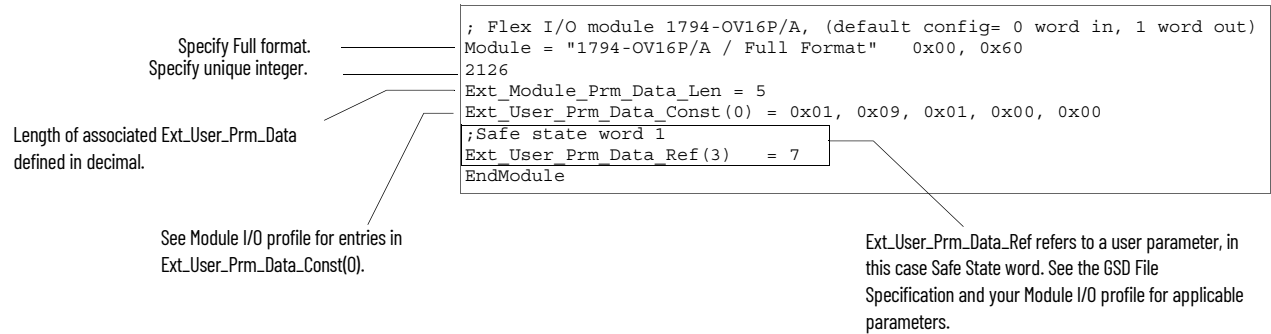 Specify Full format.
Specify unique integer.
Length of associated Ext_User_Prm_Data
defined in decimal.
See Module I/O profile for entries in
Ext_User_Prm_Data_Const(0).
; Flex I/O module 1794-OV16P/A, (default config= 0 word in, 1 word out)
Module = "1794-OV16P/A / Full Format"   0x00, 0x60
2126
Ext_Module_Prm_Data_Len = 5
Ext_User_Prm_Data_Const(0) = 0x01, 0x09, 0x01, 0x00, 0x00
;Safe state word 1
Ext_User_Prm_Data_Ref(3)   = 7
EndModule
Ext_User_Prm_Data_Ref refers to a user parameter, in
this case Safe State word. See the GSD File
Specification and your Module I/O profile for applicable
parameters.